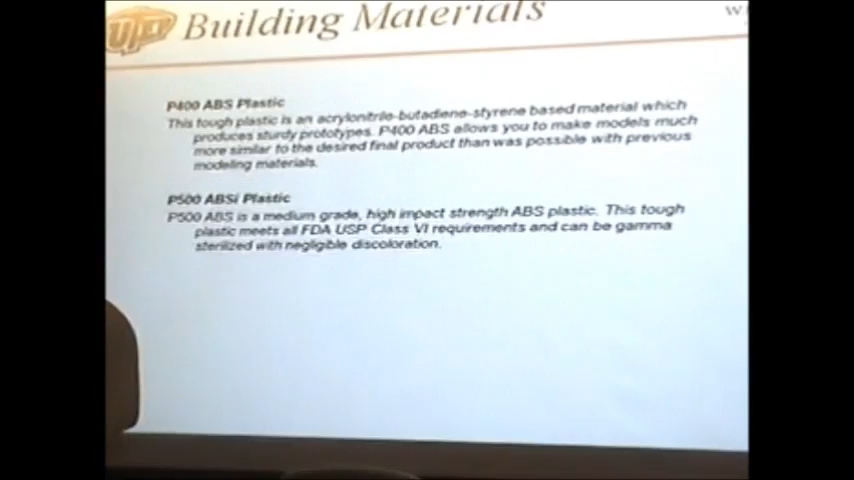 UTEP Building Materials
P400 ABS Plastic
This tough plastic is an acrylonitrile-butadiene-styrene based material which
produces sturdy prototypes. P400 ABS allows you to make models much
more similar to the desired final product than was possible with previous
modeling materials.
P500 ABSi Plastic
P500 ABS is a medium grade, high impact strength ABS plastic. This tough
plastic meets all FDA USP Class VI requirements and can be gamma
sterilized with negligible discoloration.